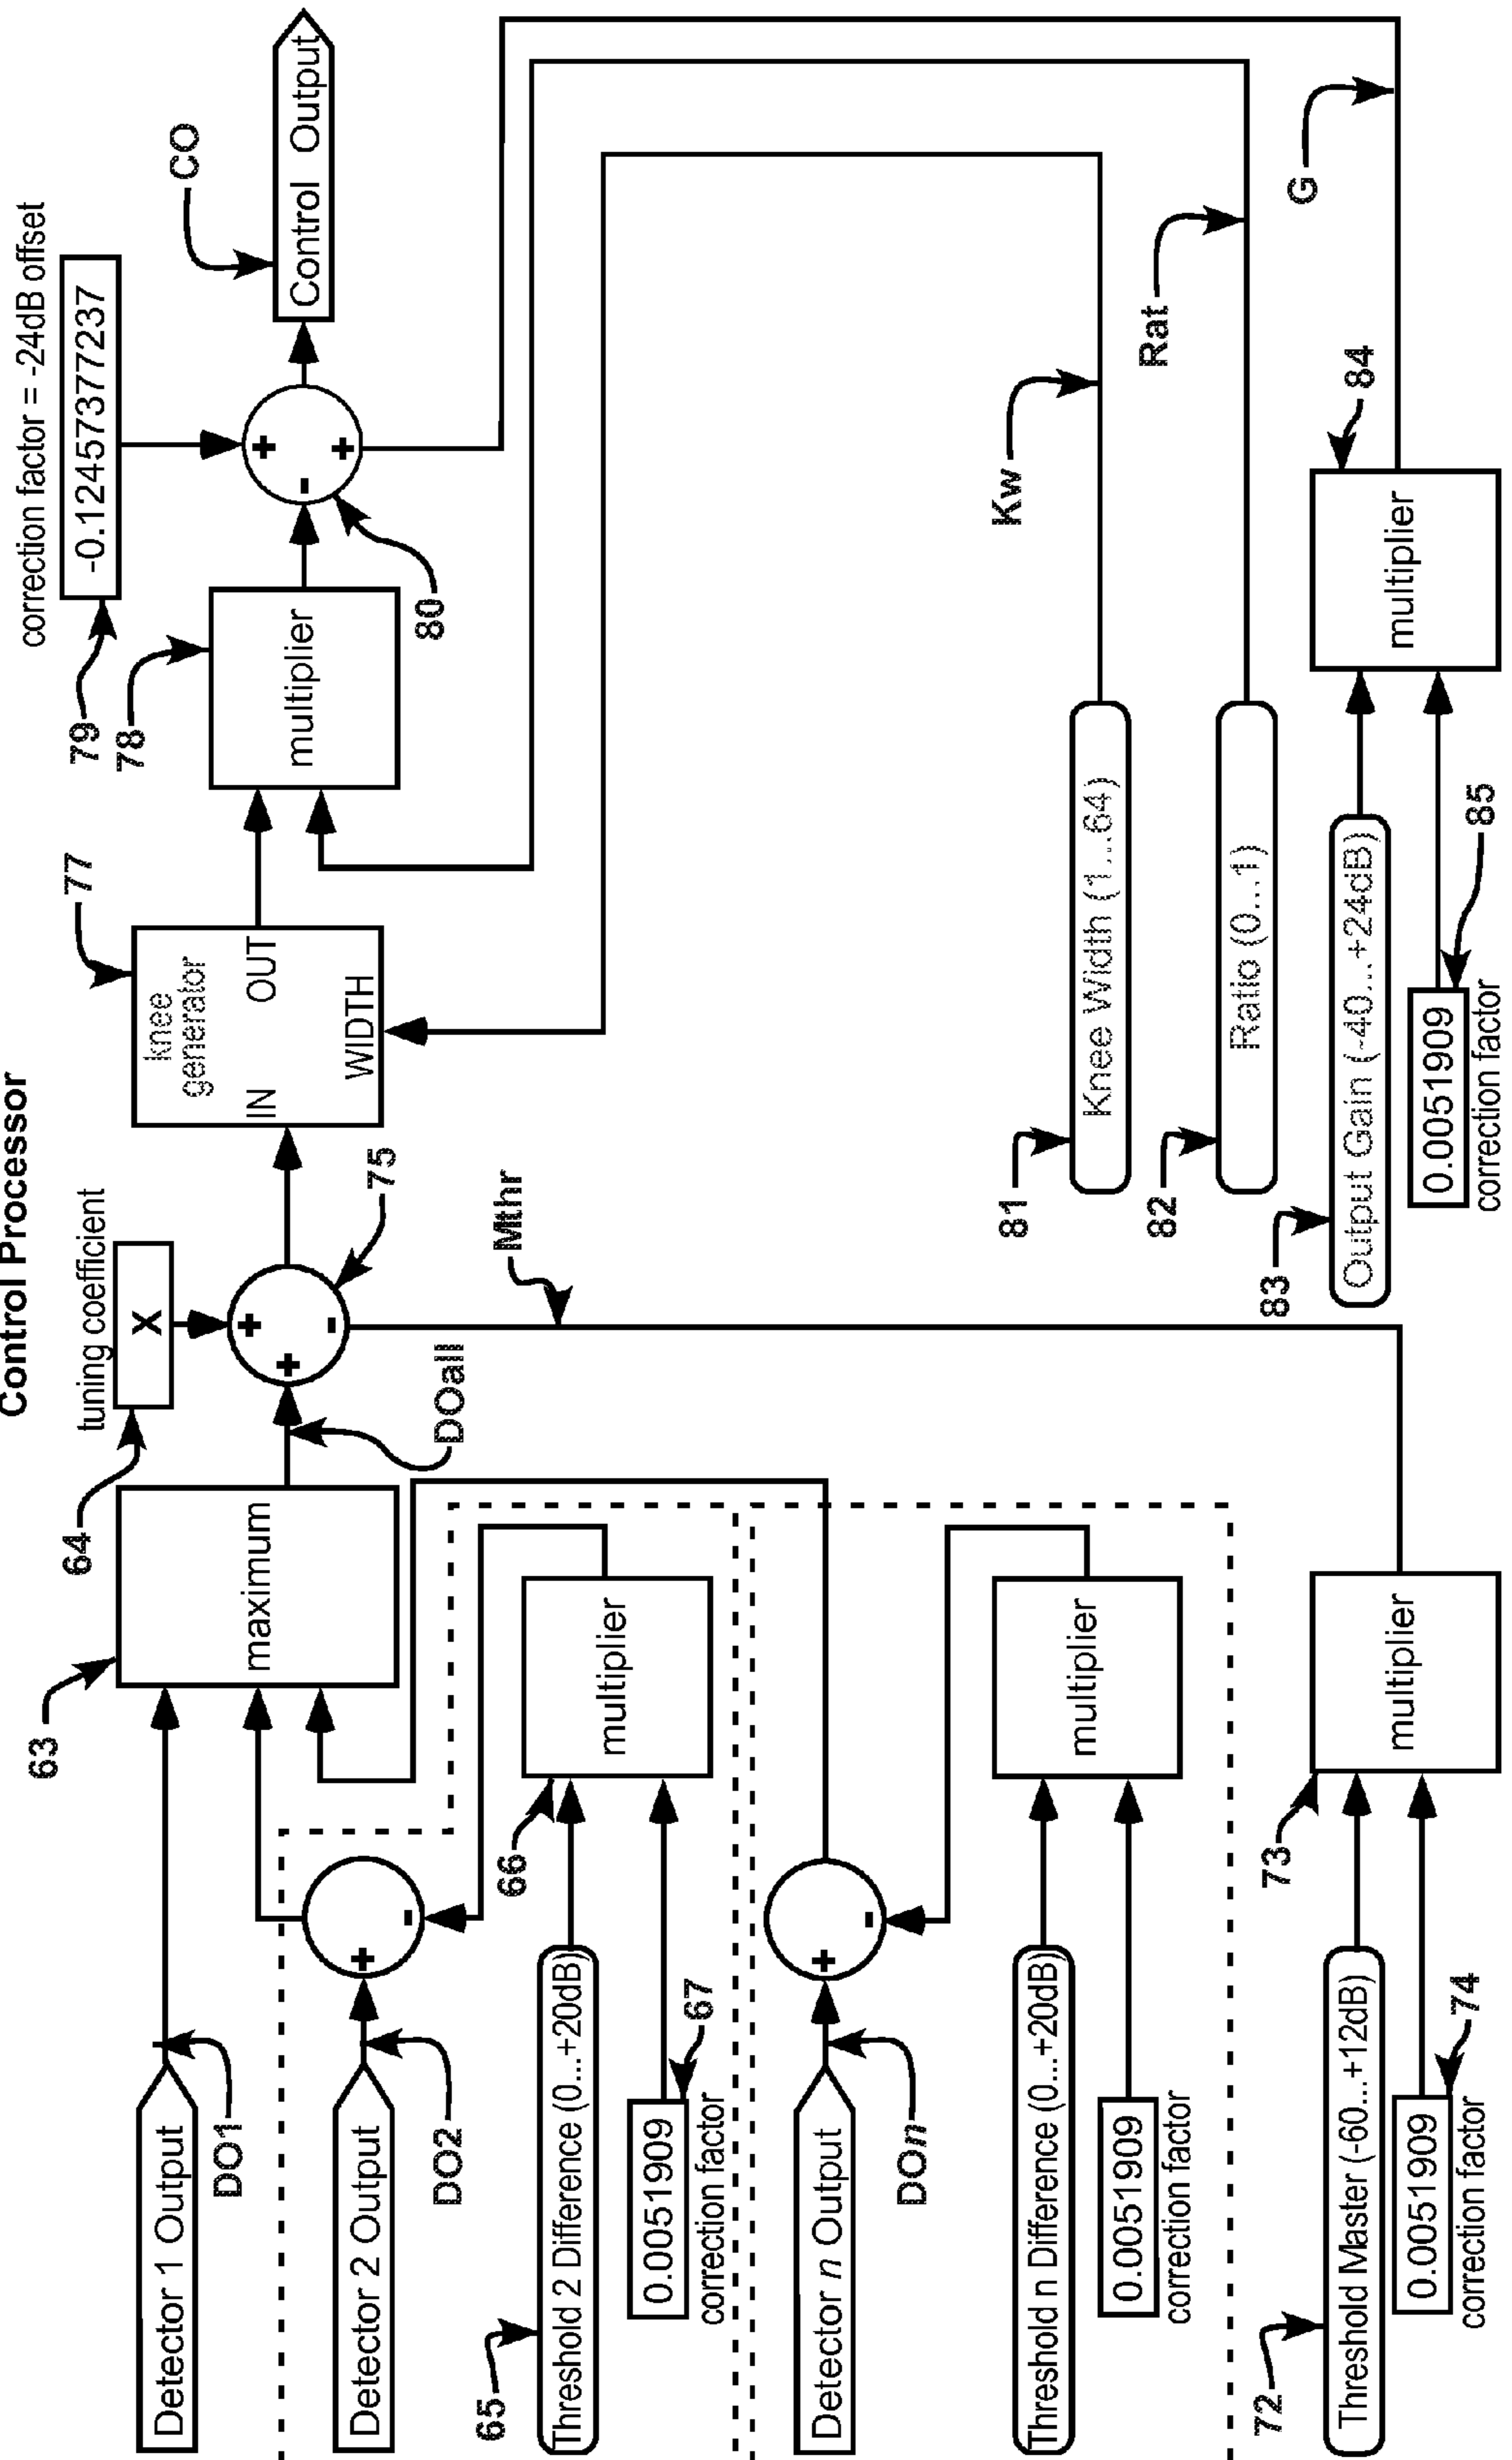 Control Processor
63
64
tuning coefficient
X
77
79
78
correction factor = -24dB offset
-0.12457377237
CO
Detector 1 Output
DO1
maximum
DOall
+
+
-
75
Mthr
knee
generator
IN
OUT
WIDTH
multiplier
80
+
-
+
Control Output
Detector 2 Output
DO2
+
-
65
Threshold 2 Difference (0...+20dB)
66
multiplier
0.0051909
67
correction factor
Detector n Output
DOn
+
-
Threshold n Difference (0...+20dB)
multiplier
0.0051909
correction factor
72
Threshold Master (-60...+12dB)
73
multiplier
0.0051909
74
correction factor
81
Knee Width (1...64)
Kw
82
Ratio (0...1)
Rat
83
Output Gain (-40...+24dB)
multiplier
84
G
0.0051909
85
correction factor